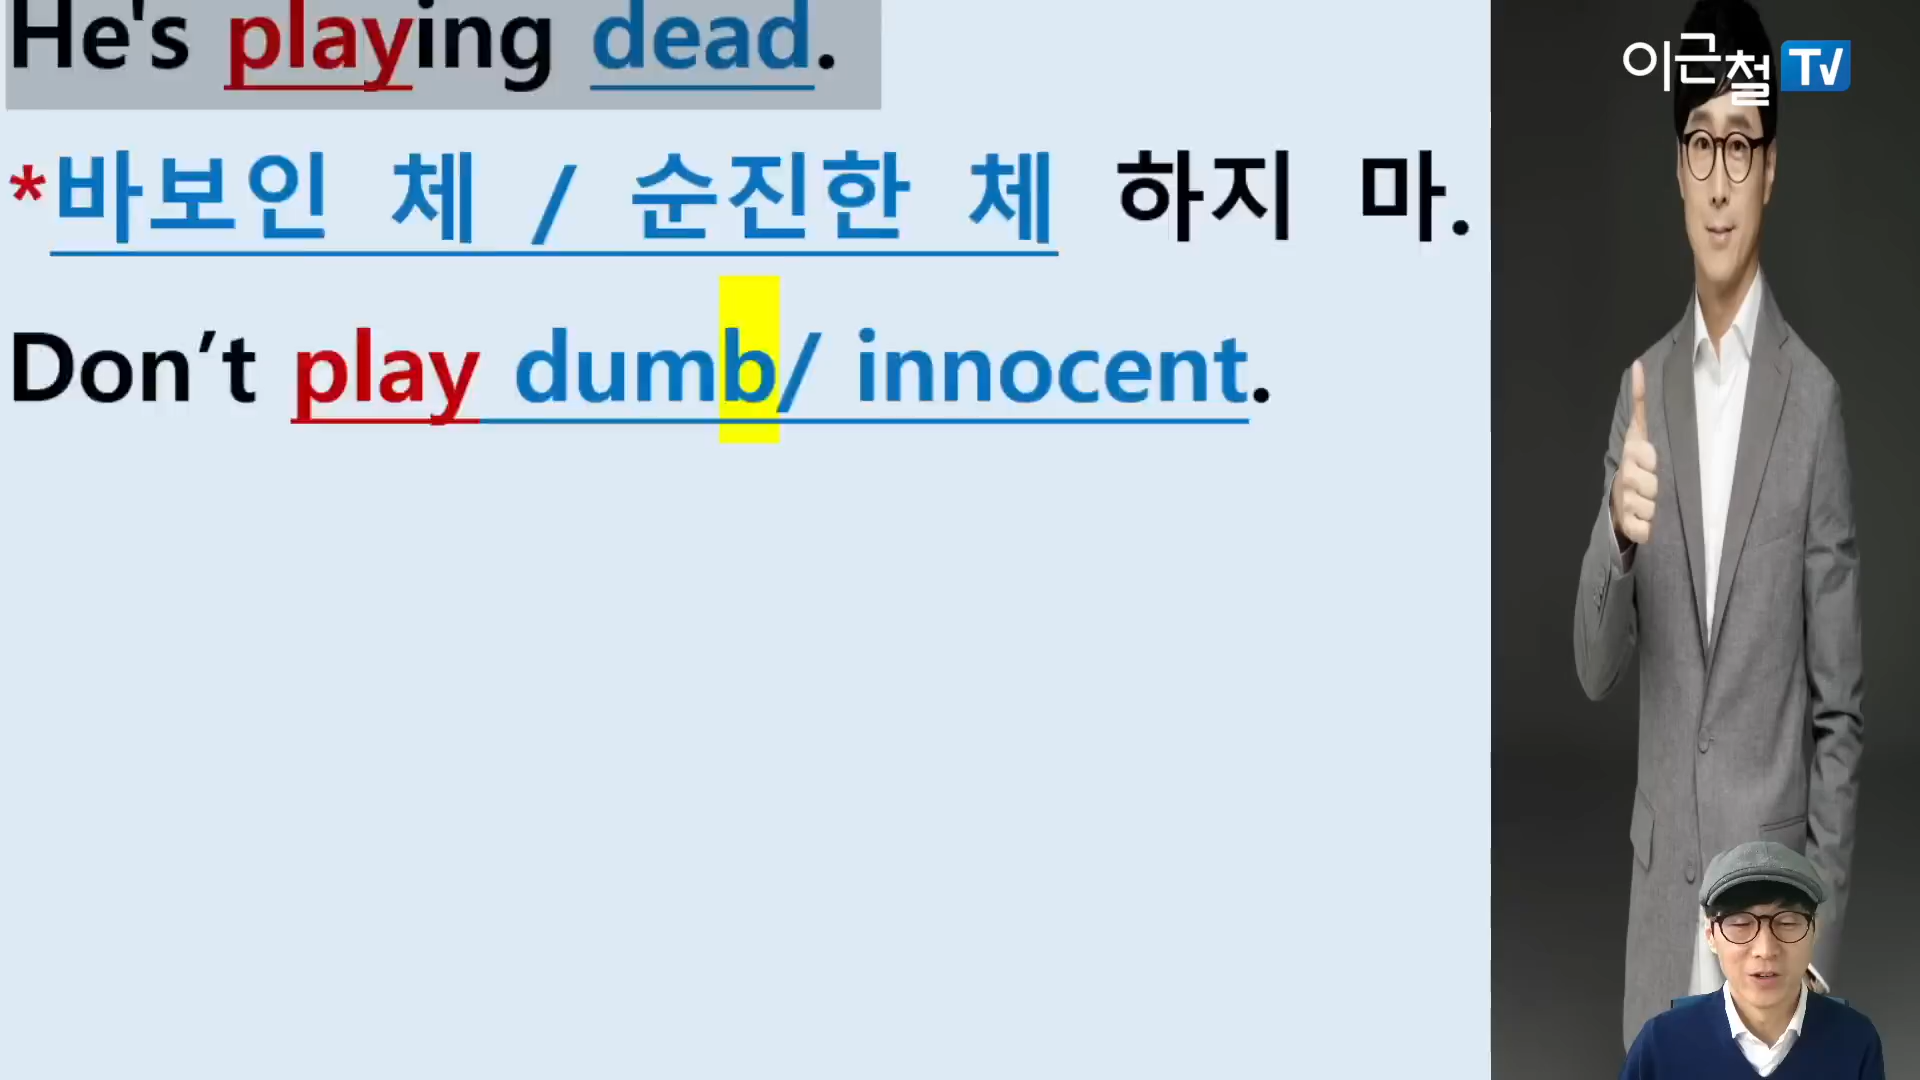 He's playing dead.
*바보인 체 / 순진한 체 하지 마.
Don’t play dumb/ innocent.
이근철 TV